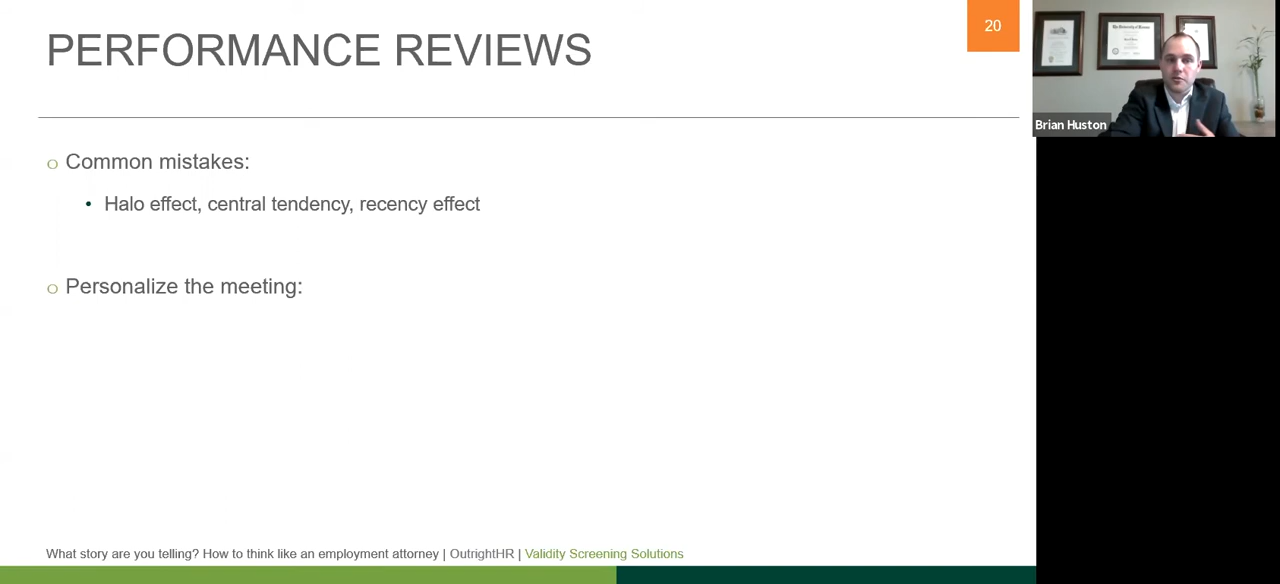 PERFORMANCE REVIEWS
20
Brian Huston
o Common mistakes:
• Halo effect, central tendency, recency effect
o Personalize the meeting:
What story are you telling? How to think like an employment attorney | OutrightHR | Validity Screening Solutions